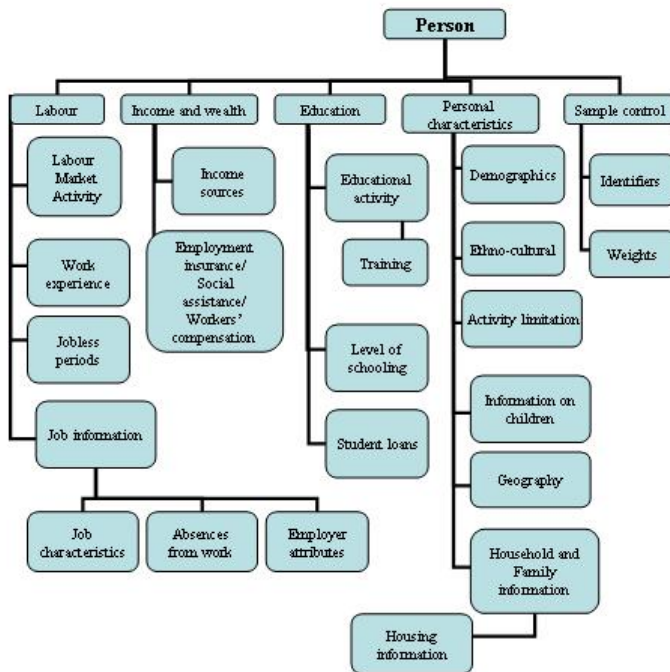 Person
Labour
Income and wealth
Education
Personal
characteristics
Sample control
Labour
Market
Activity
Work
experience
Jobless
periods
Job information
Job
characteristics
Absences
from work
Employer
attributes
Income
sources
Employment
insurance/
Social
assistance/
Workers'
compensation
Educational
activity
Training
Level of
schooling
Student loans
Demographics
Ethno-cultural
Activity limitation
Information on
children
Geography
Household and
Family
information
Housing
information
Identifiers
Weights